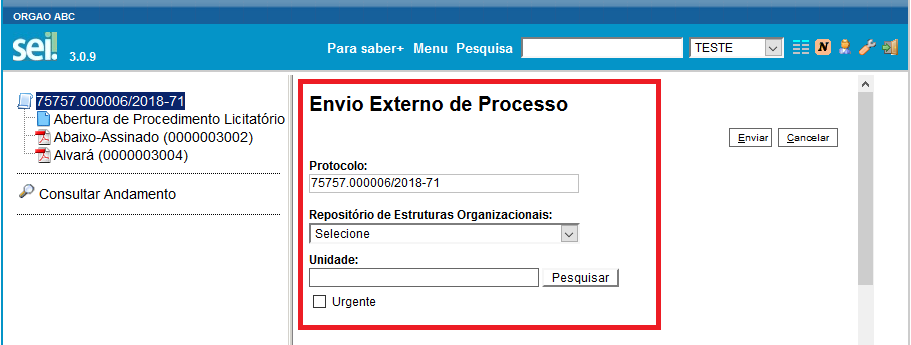 ORGAO ABC
sei! 3.0.9 Para saber+ Menu Pesquisa TESTE N
75757.000006/2018-71
Abertura de Procedimento Licitatório
Abaixo-Assinado (0000003002)
Alvará (0000003004)
Consultar Andamento
Envio Externo de Processo
Enviar Cancelar
Protocolo:
75757.000006/2018-71
Repositório de Estruturas Organizacionais:
Selecione
Unidade:
Pesquisar
Urgente